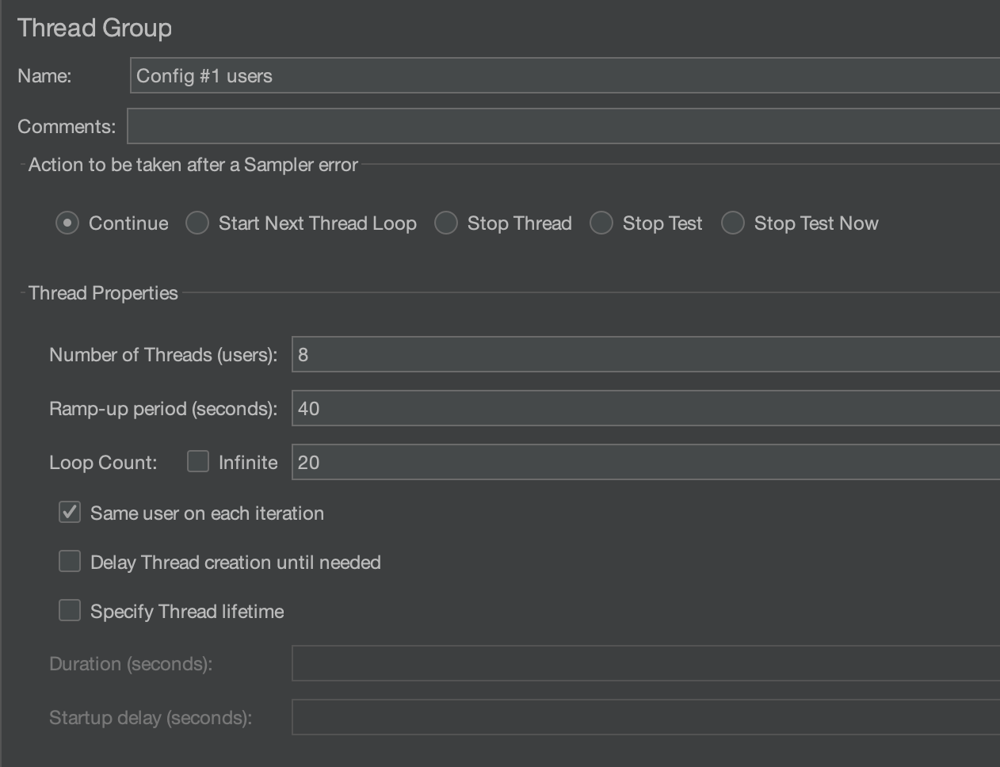 Thread Group
Name: Config #1 users
Comments:
Action to be taken after a Sampler error
Continue Start Next Thread Loop Stop Thread Stop Test Stop Test Now
Thread Properties
Number of Threads (users): 8
Ramp-up period (seconds): 40
Loop Count: Infinite 20
Same user on each iteration
Delay Thread creation until needed
Specify Thread lifetime
Duration (seconds):
Startup delay (seconds):